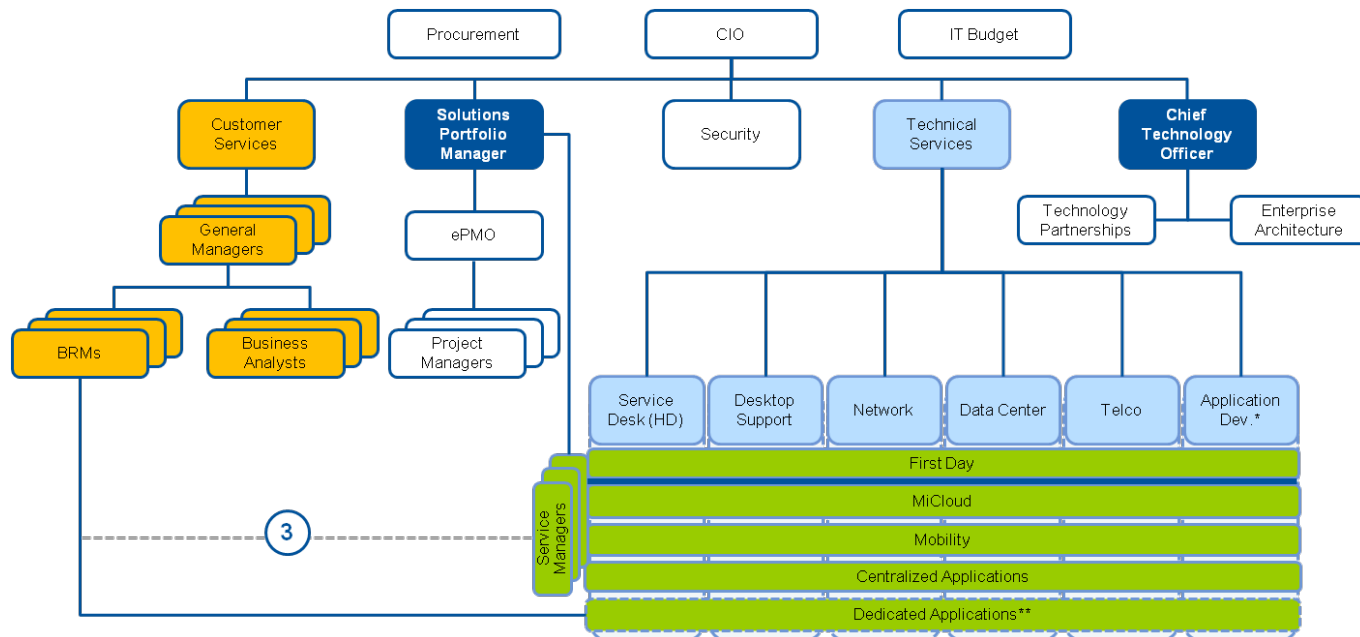 Procurement
CIO
IT Budget
Customer
Services
Solutions
Portfolio
Manager
Security
Technical
Services
Chief
Technology
Officer
General
Managers
ePMO
Technology
Partnerships
Enterprise
Architecture
BRMs
Business
Analysts
Project
Managers
Service
Desk (HD)
Desktop
Support
Network
Data Center
Telco
Application
Dev.*
First Day
MiCloud
Mobility
Centralized Applications
Dedicated Applications**
Service
Managers
3